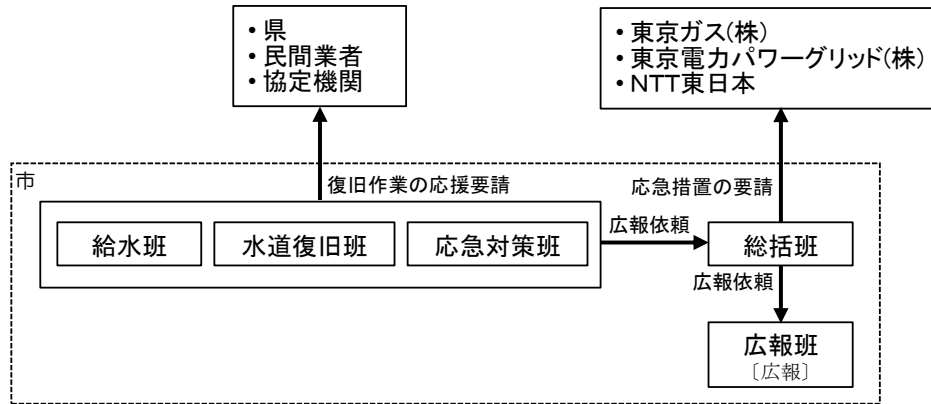 • 県
• 民間業者
• 協定機関
• 東京ガス(株)
• 東京電力パワーグリッド(株)
• NTT東日本
市
復旧作業の応援要請
応急措置の要請
給水班
水道復旧班
応急対策班
広報依頼
総括班
広報依頼
広報班
〔広報〕